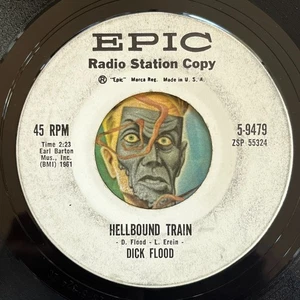 EPIC
Radio Station Copy
® "Epic" Marca Reg. Made in U. S. A.
45 RPM
5-9479
Time 2:23
ZSP 55324
Earl Barton
Mus., Inc.
(BMI) 1961
HELLBOUND TRAIN
- D. Flood - L. Erein -
DICK FLOOD